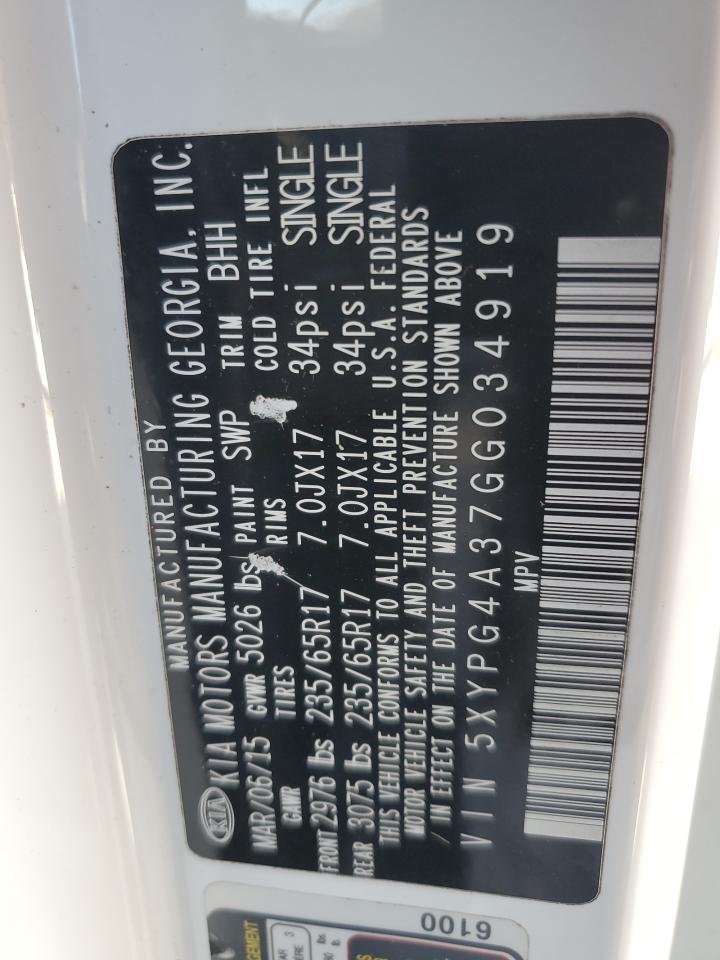 MANUFACTURED BY
KIA KIA MOTORS MANUFACTURING GEORGIA, INC.
MAR/06/15 GVWR 5026 lbs PAINT SWP TRIM BHH
GAWR TIRES RIMS COLD TIRE INFL
FRONT 2976 lbs 235/65R17 7.0JX17 34psi SINGLE
REAR 3075 lbs 235/65R17 7.0JX17 34psi SINGLE
THIS VEHICLE CONFORMS TO ALL APPLICABLE U.S.A. FEDERAL
MOTOR VEHICLE SAFETY AND THEFT PREVENTION STANDARDS
IN EFFECT ON THE DATE OF MANUFACTURE SHOWN ABOVE
VIN 5XYPG4A37GG034919
MPV
6100